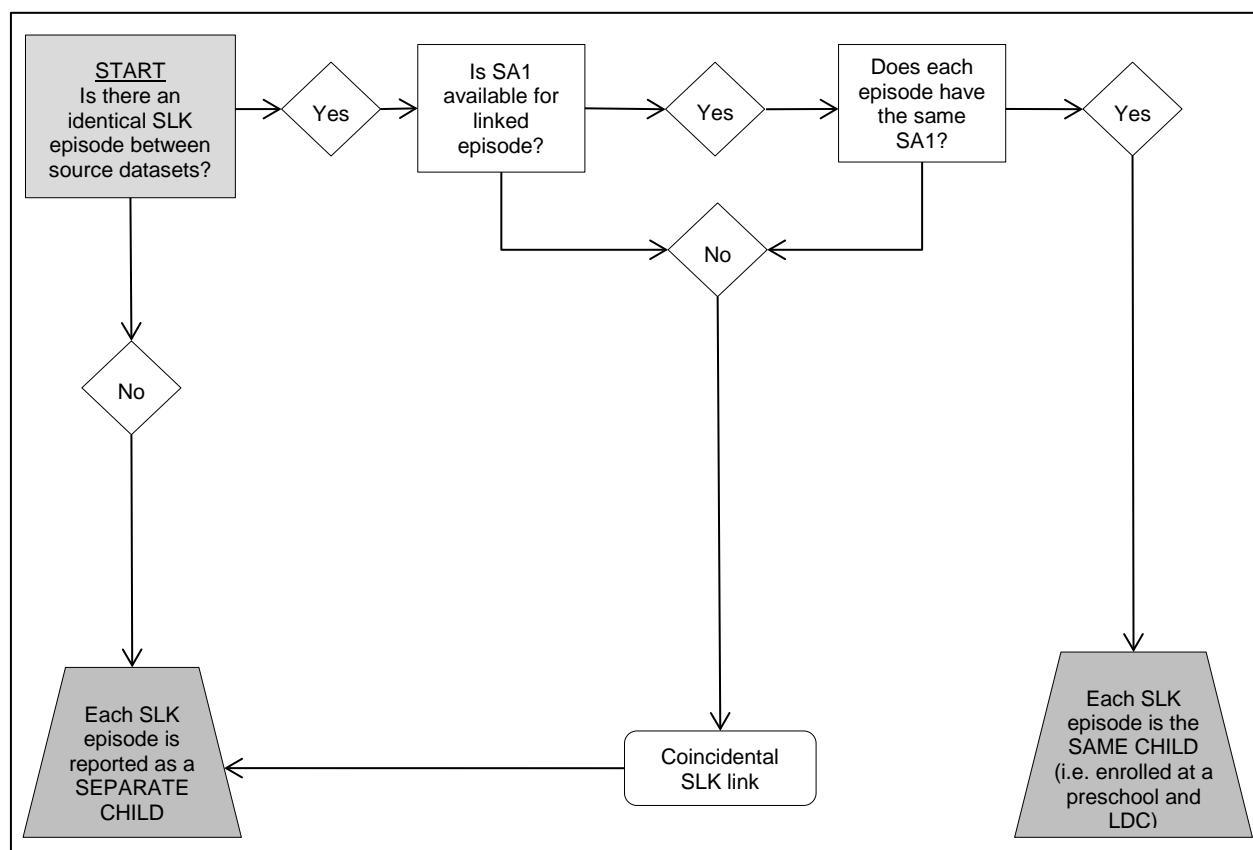 START
Is there an
identical SLK
episode between
source datasets?
Yes
Is SA1
available for
linked
episode?
Yes
Does each
episode have
the same
SA1?
Yes
No
No
Each SLK
episode is
reported as a
SEPARATE
CHILD
Coincidental
SLK link
Each SLK
episode is the
SAME CHILD
(i.e. enrolled at a
preschool and
LDC)